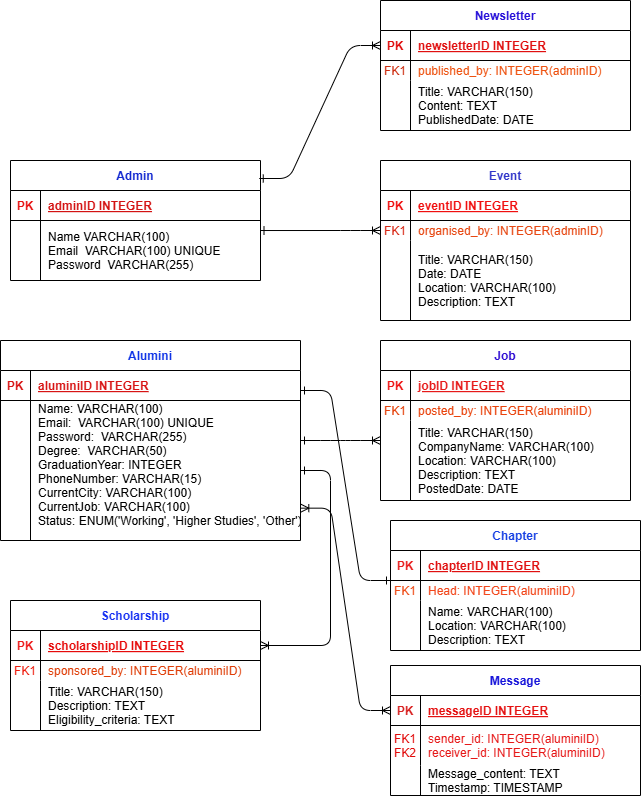 Newsletter
PK newsletterID INTEGER
FK1 published_by: INTEGER(adminID)
Title: VARCHAR(150)
Content: TEXT
PublishedDate: DATE
Admin
PK adminID INTEGER
Name VARCHAR(100)
Email  VARCHAR(100) UNIQUE
Password  VARCHAR(255)
Event
PK eventID INTEGER
FK1 organised_by: INTEGER(adminID)
Title: VARCHAR(150)
Date: DATE
Location: VARCHAR(100)
Description: TEXT
Alumini
PK aluminiID INTEGER
Name: VARCHAR(100)
Email:  VARCHAR(100) UNIQUE
Password:  VARCHAR(255)
Degree: VARCHAR(50)
GraduationYear: INTEGER
PhoneNumber: VARCHAR(15)
CurrentCity: VARCHAR(100)
CurrentJob: VARCHAR(100)
Status: ENUM('Working', 'Higher Studies', 'Other')
Job
PK jobID INTEGER
FK1 posted_by: INTEGER(aluminiID)
Title: VARCHAR(150)
CompanyName: VARCHAR(100)
Location: VARCHAR(100)
Description: TEXT
PostedDate: DATE
Chapter
PK chapterID INTEGER
FK1 Head: INTEGER(aluminiID)
Name: VARCHAR(100)
Location: VARCHAR(100)
Description: TEXT
Scholarship
PK scholarshipID INTEGER
FK1 sponsored_by: INTEGER(aluminiID)
Title: VARCHAR(150)
Description: TEXT
Eligibility_criteria: TEXT
Message
PK messageID INTEGER
FK1 sender_id: INTEGER(aluminiID)
FK2 receiver_id: INTEGER(aluminiID)
Message_content: TEXT
Timestamp: TIMESTAMP